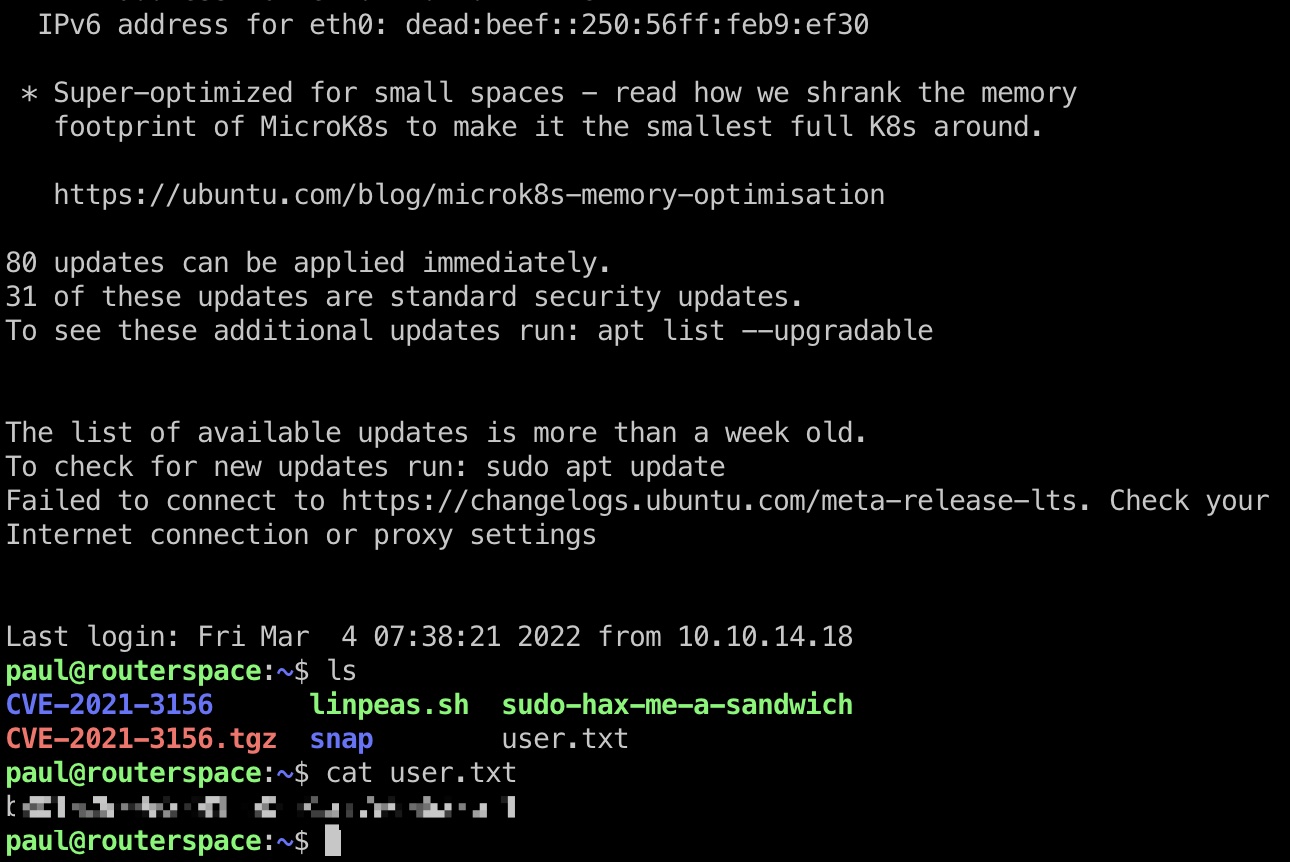 IPv6 address for eth0: dead:beef::250:56ff:feb9:ef30
* Super-optimized for small spaces - read how we shrank the memory
footprint of MicroK8s to make it the smallest full K8s around.
https://ubuntu.com/blog/microk8s-memory-optimisation
80 updates can be applied immediately.
31 of these updates are standard security updates.
To see these additional updates run: apt list --upgradable
The list of available updates is more than a week old.
To check for new updates run: sudo apt update
Failed to connect to https://changelogs.ubuntu.com/meta-release-lts. Check your
Internet connection or proxy settings
Last login: Fri Mar  4 07:38:21 2022 from 10.10.14.18
paul@routerspace:~$ ls
CVE-2021-3156      linpeas.sh  sudo-hax-me-a-sandwich
CVE-2021-3156.tgz  snap        user.txt
paul@routerspace:~$ cat user.txt
paul@routerspace:~$